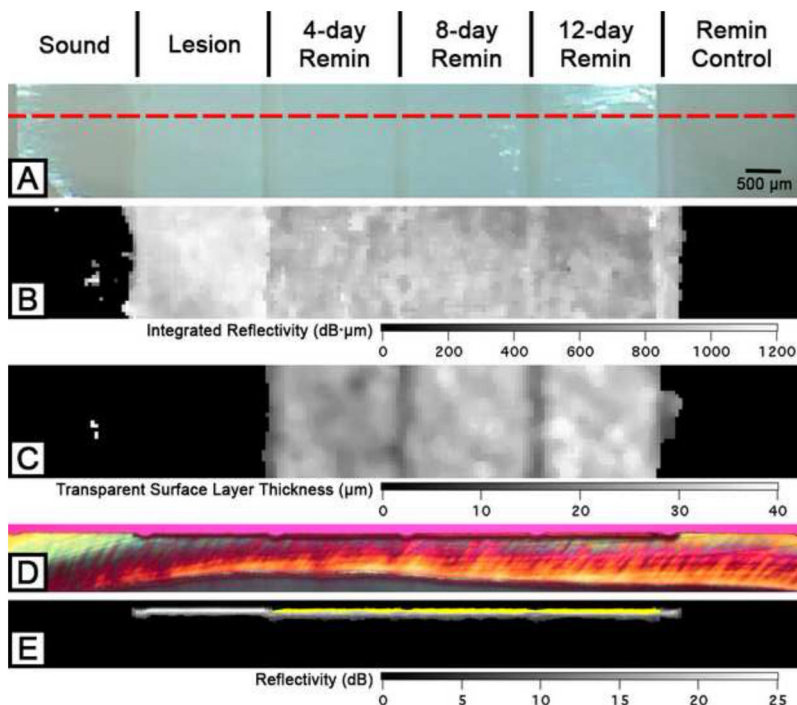 Sound
Lesion
4-day
Remin
8-day
Remin
12-day
Remin
Remin
Control
A
500 µm
B
Integrated Reflectivity (dB·µm)
0 200 400 600 800 1000 1200
C
Transparent Surface Layer Thickness (µm)
0 10 20 30 40
D
E
Reflectivity (dB)
0 5 10 15 20 25